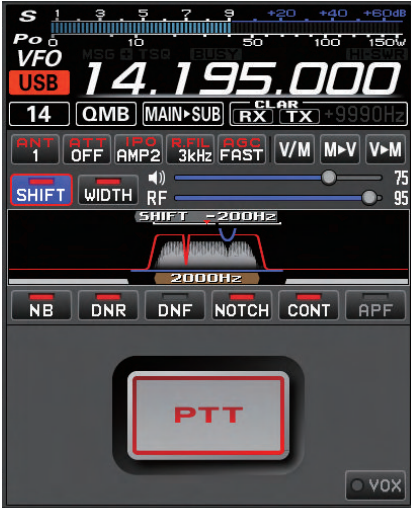 S 1 3 5 7 9 +20 +40 +60dB
Po 0 10 50 100 150w
VFO MSG + TSQ BUSY HI-SWR
USB 14.195.000
14 QMB MAIN▸SUB CLAR RX TX +9990Hz
ANT ATT IPO R.FIL AGC
1 OFF AMP2 3kHz FAST V/M M▸V V▸M
SHIFT WIDTH 75
RF 95
SHIFT -200Hz
2000Hz
NB DNR DNF NOTCH CONT APF
PTT
VOX